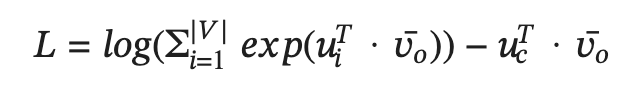 L = log(Σ_{i=1}^{|V|} exp(u_i^T · v̄_o)) − u_c^T · v̄_o